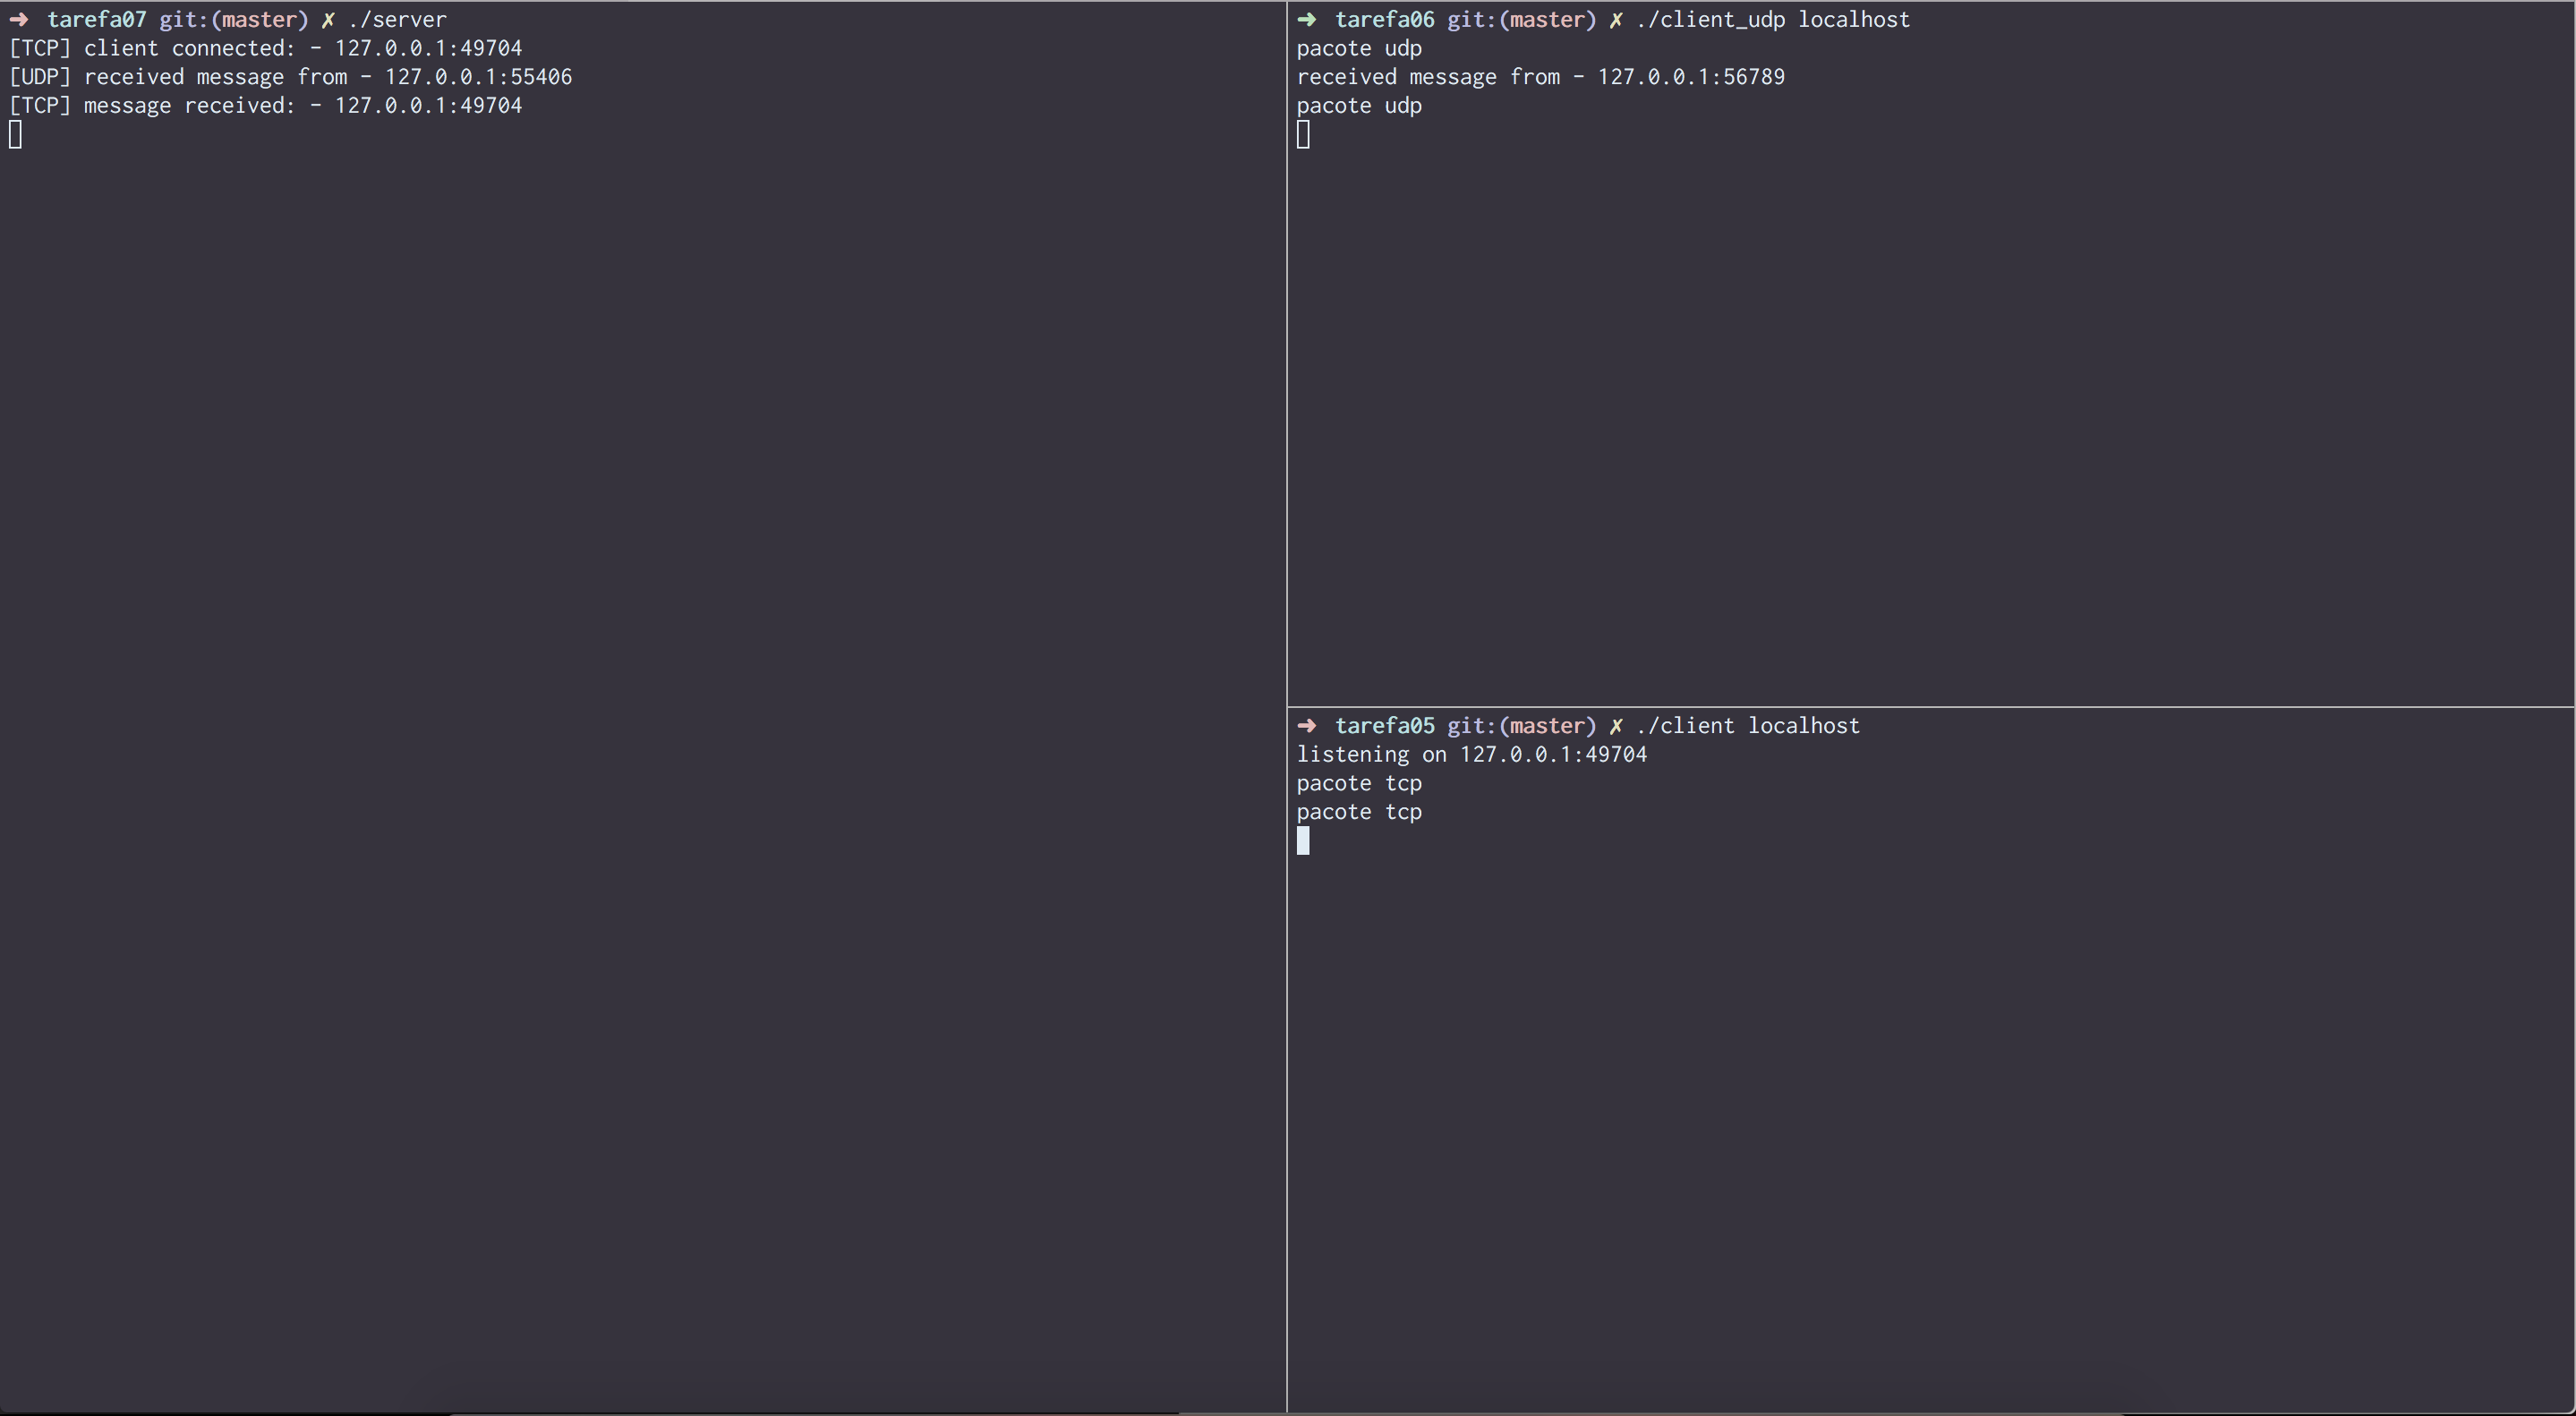 ➜ tarefa07 git:(master) ✗ ./server
[TCP] client connected: - 127.0.0.1:49704
[UDP] received message from - 127.0.0.1:55406
[TCP] message received: - 127.0.0.1:49704
➜ tarefa06 git:(master) ✗ ./client_udp localhost
pacote udp
received message from - 127.0.0.1:56789
pacote udp
➜ tarefa05 git:(master) ✗ ./client localhost
listening on 127.0.0.1:49704
pacote tcp
pacote tcp